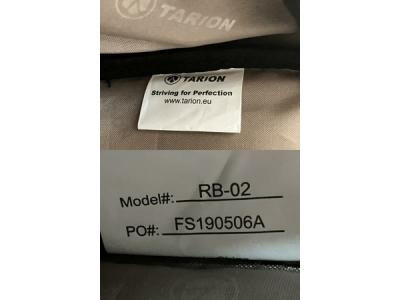 TARION
TARION
Striving for Perfection
www.tarion.eu
Model#: RB-02
PO#: FS190506A